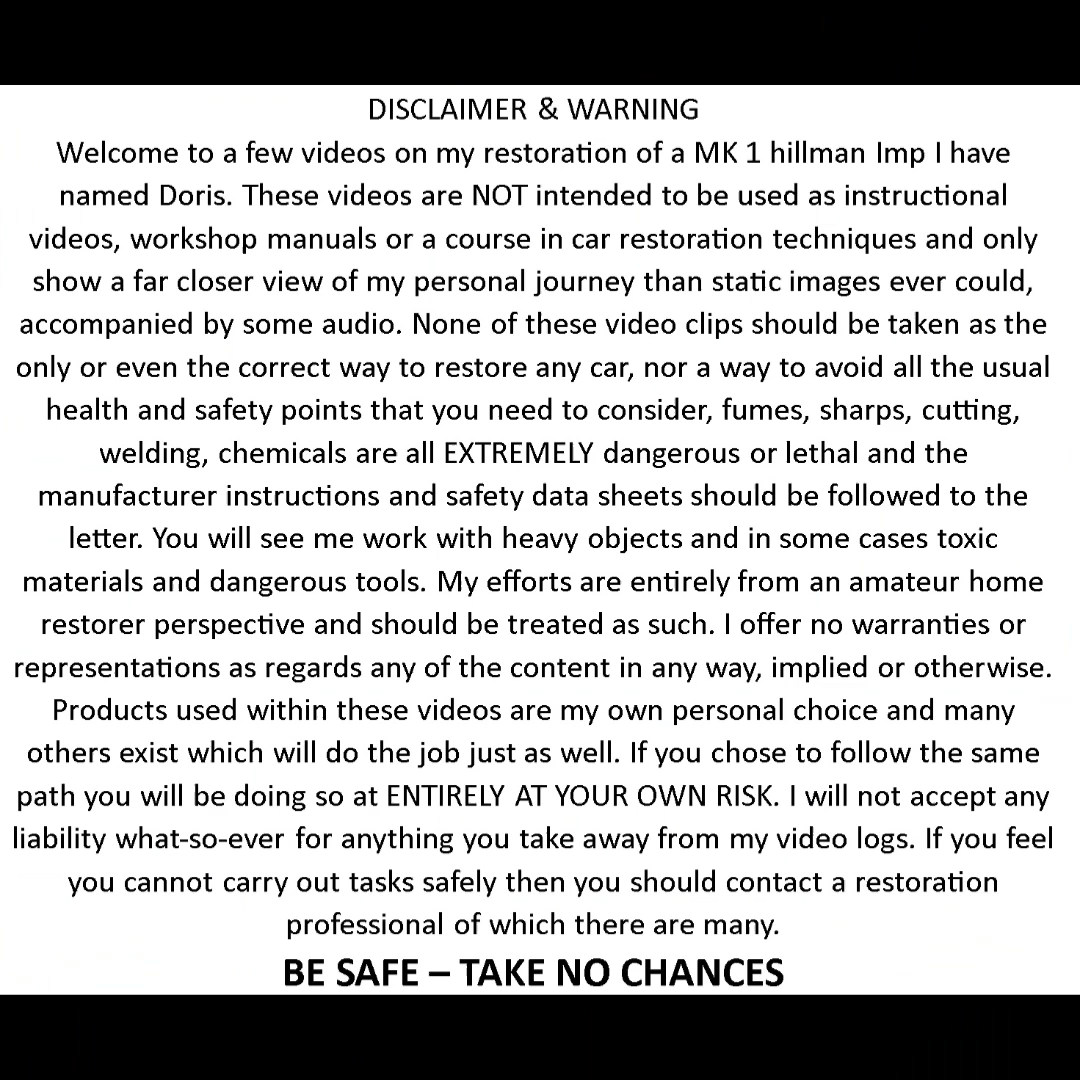 DISCLAIMER & WARNING
Welcome to a few videos on my restoration of a MK 1 hillman Imp I have
named Doris. These videos are NOT intended to be used as instructional
videos, workshop manuals or a course in car restoration techniques and only
show a far closer view of my personal journey than static images ever could,
accompanied by some audio. None of these video clips should be taken as the
only or even the correct way to restore any car, nor a way to avoid all the usual
health and safety points that you need to consider, fumes, sharps, cutting,
welding, chemicals are all EXTREMELY dangerous or lethal and the
manufacturer instructions and safety data sheets should be followed to the
letter. You will see me work with heavy objects and in some cases toxic
materials and dangerous tools. My efforts are entirely from an amateur home
restorer perspective and should be treated as such. I offer no warranties or
representations as regards any of the content in any way, implied or otherwise.
Products used within these videos are my own personal choice and many
others exist which will do the job just as well. If you chose to follow the same
path you will be doing so at ENTIRELY AT YOUR OWN RISK. I will not accept any
liability what-so-ever for anything you take away from my video logs. If you feel
you cannot carry out tasks safely then you should contact a restoration
professional of which there are many.
BE SAFE – TAKE NO CHANCES